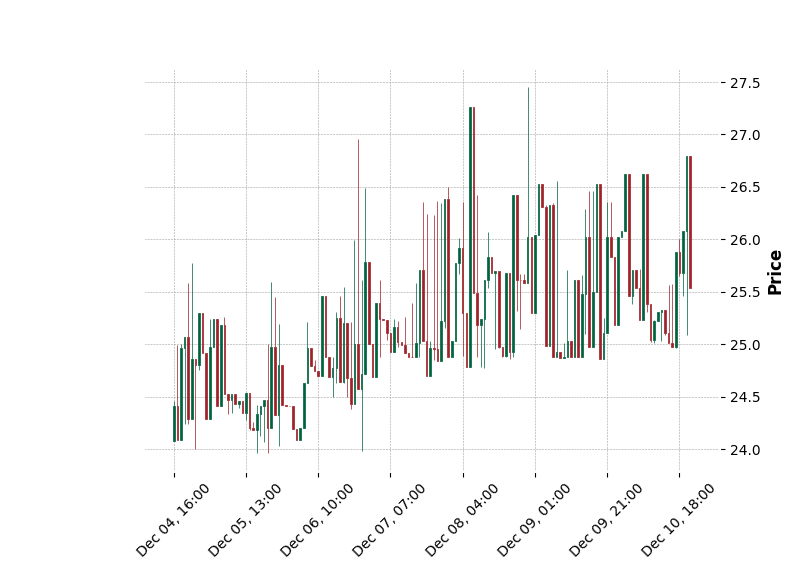 27.5
27.0
26.5
26.0
25.5
25.0
24.5
24.0
Price
Dec 04, 16:00
Dec 05, 13:00
Dec 06, 10:00
Dec 07, 07:00
Dec 08, 04:00
Dec 09, 01:00
Dec 09, 21:00
Dec 10, 18:00